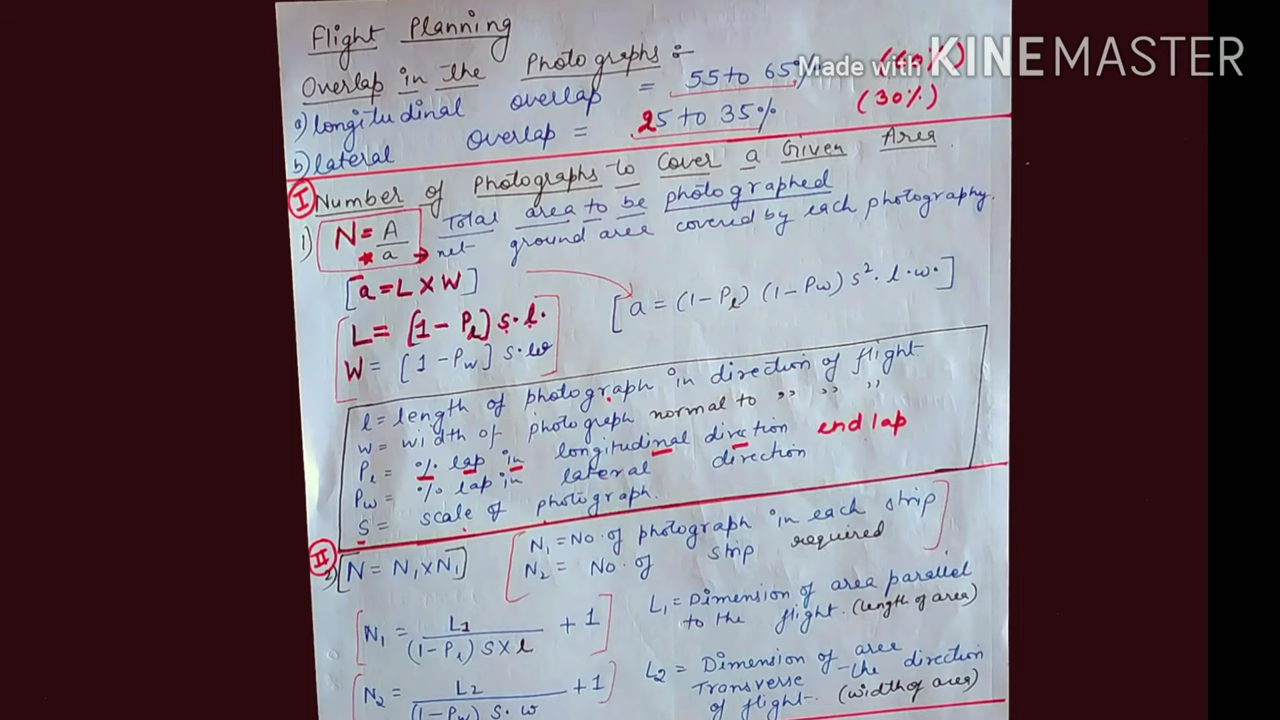 Flight Planning
Overlap in the Photographs :-
a) longitudinal overlap = 55 to 65% (60%)
Made with KINEMASTER
b) lateral overlap = 25 to 35% (30%)
I Number of Photographs to Cover a Given Area
1) N = A/a → Total area to be photographed
net ground area covered by each photography.
[a = L X W]
[a = (1 - Pl) (1 - Pw) s². l. w.]
L = [1 - Pl] s. l.
W = [1 - Pw] s. w
l = length of photograph in direction of flight
w = width of photograph normal to ,, ,, ,,
Pl = % lap in longitudinal direction end lap
Pw = % lap in lateral direction
S = scale of photograph.
II
2) [N = N1 x N1]
[N1 = No. of photograph in each strip
N2 = No. of strip required]
[N1 = L1 / (1 - Pl) S X l + 1]
L1 = Dimension of area parallel
to the flight. (length of area)
[N2 = L2 / (1 - Pw) S. w + 1]
L2 = Dimension of area
Transverse the direction
of flight. (width of area)